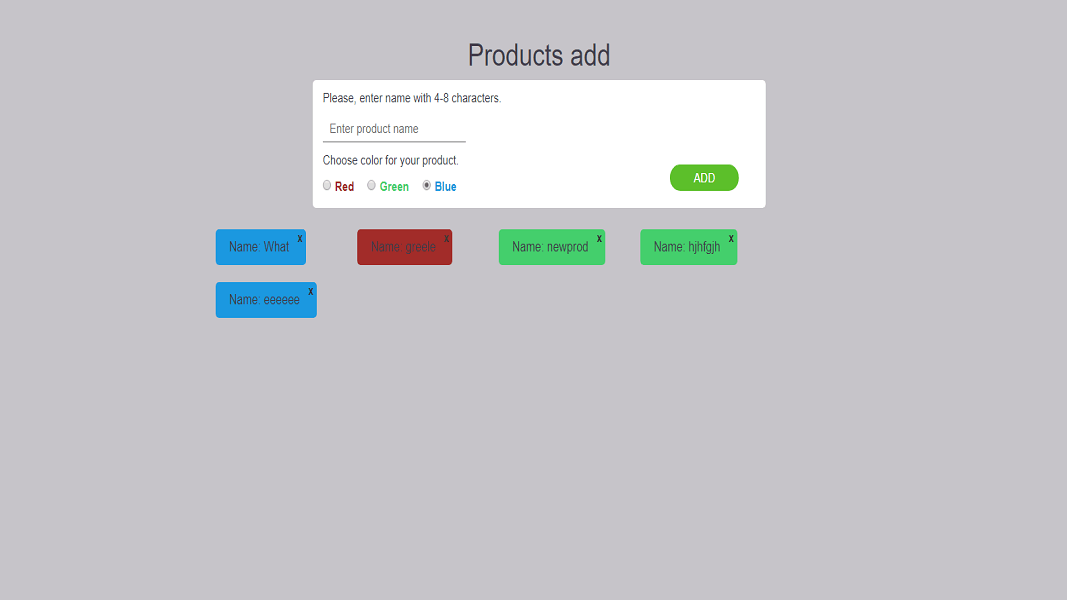 Products add
Please, enter name with 4-8 characters.
Enter product name
Choose color for your product.
Red Green Blue
ADD
Name: What x
Name: greele x
Name: newprod x
Name: hjhfgjh x
Name: eeeeee x